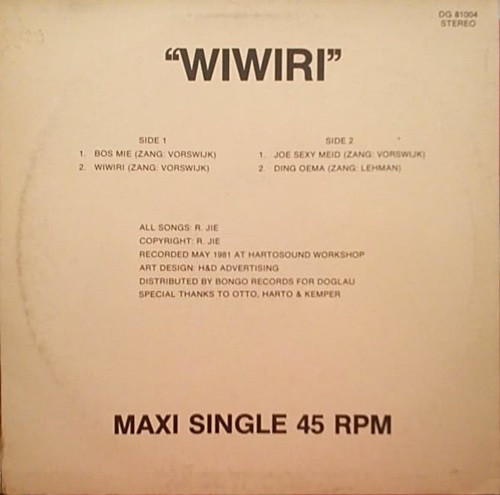 DG 81004
STEREO
"WIWIRI"
SIDE 1
1. BOS MIE (ZANG: VORSWIJK)
2. WIWIRI (ZANG: VORSWIJK)
SIDE 2
1. JOE SEXY MEID (ZANG: VORSWIJK)
2. DING OEMA (ZANG: LEHMAN)
ALL SONGS: R. JIE
COPYRIGHT: R. JIE
RECORDED MAY 1981 AT HARTOSOUND WORKSHOP
ART DESIGN: H&D ADVERTISING
DISTRIBUTED BY BONGO RECORDS FOR DOGLAU
SPECIAL THANKS TO OTTO, HARTO & KEMPER
MAXI SINGLE 45 RPM